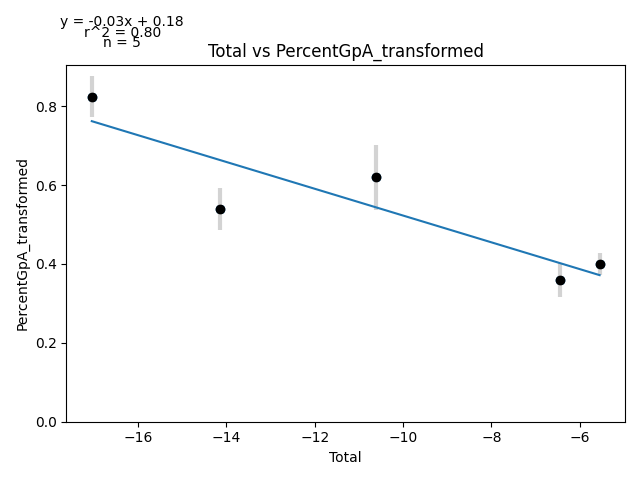 y = -0.03x + 0.18
r^2 = 0.80
n = 5
Total vs PercentGpA_transformed
PercentGpA_transformed
0.8
0.6
0.4
0.2
0.0
−16
−14
−12
−10
−8
−6
Total